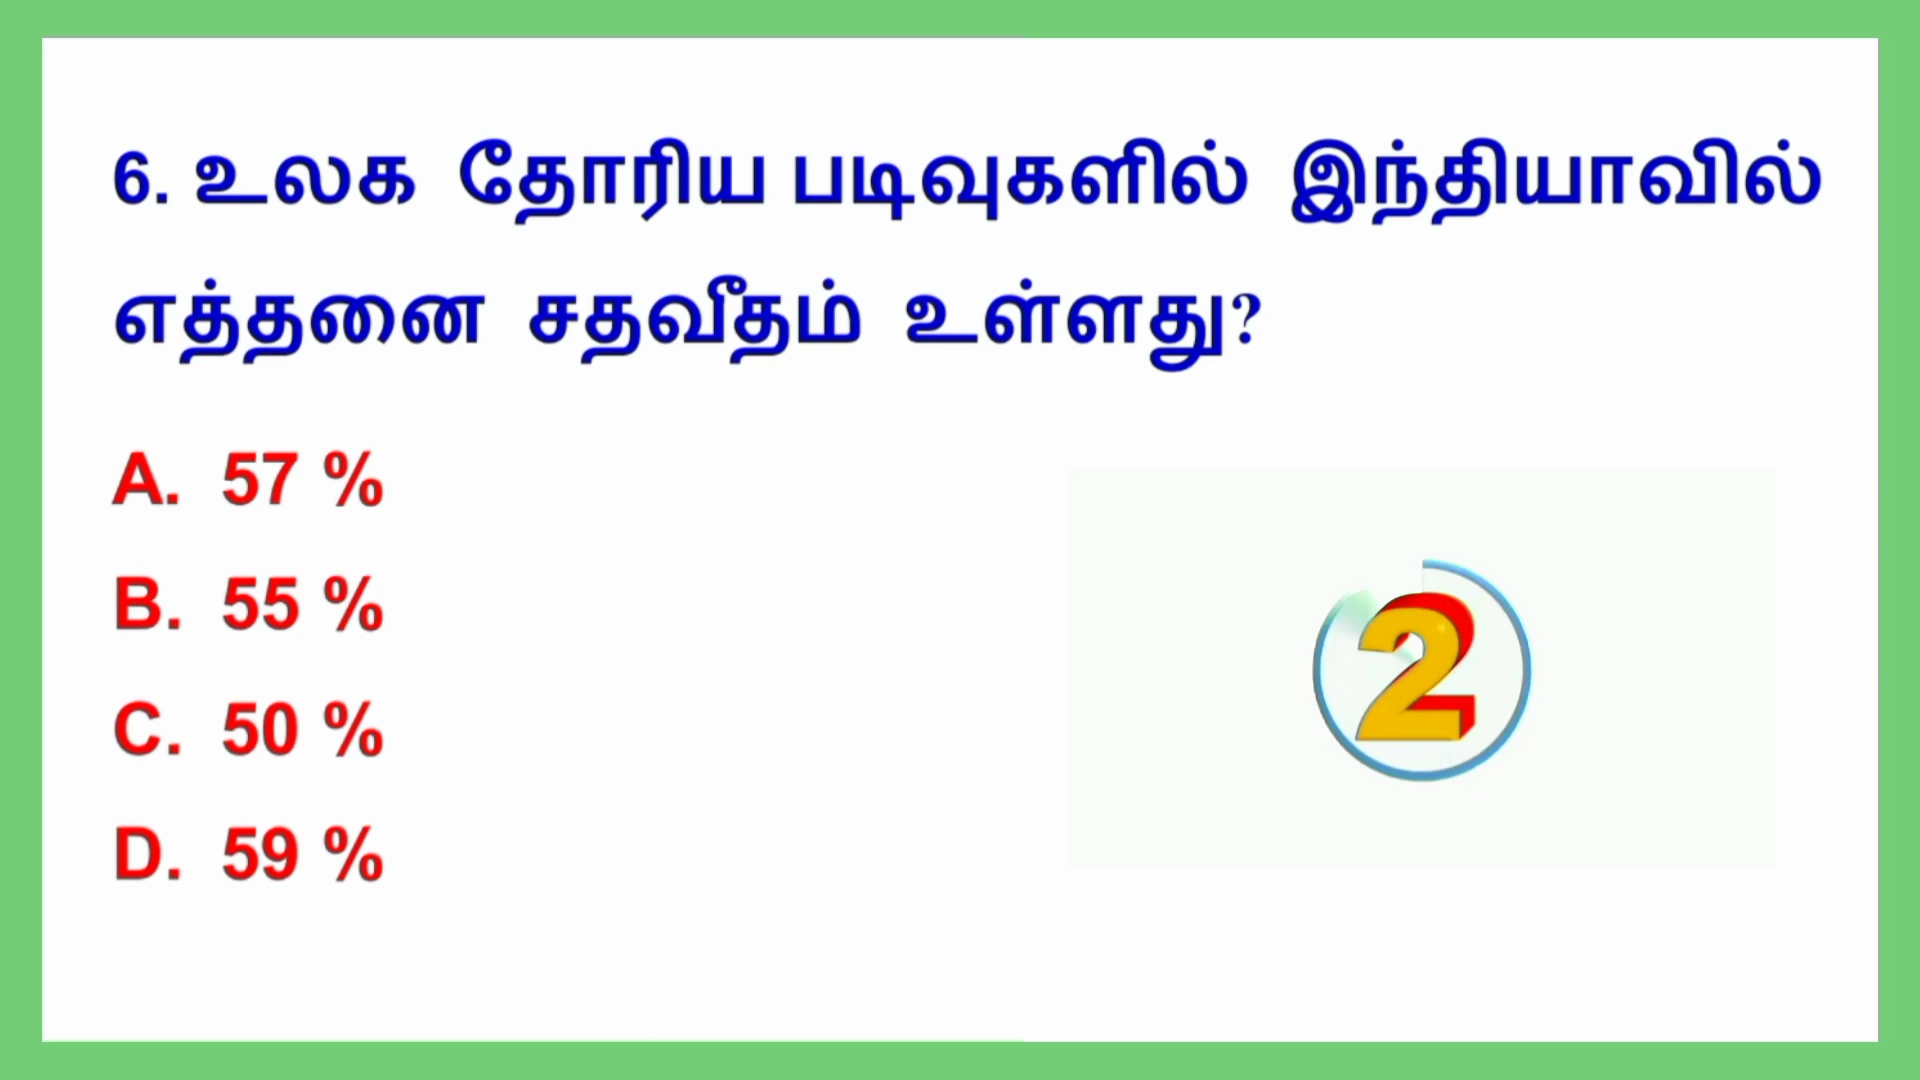 6. உலக தோரிய படிவுகளில் இந்தியாவில்
எத்தனை சதவீதம் உள்ளது?
A. 57 %
B. 55 %
C. 50 %
D. 59 %
2